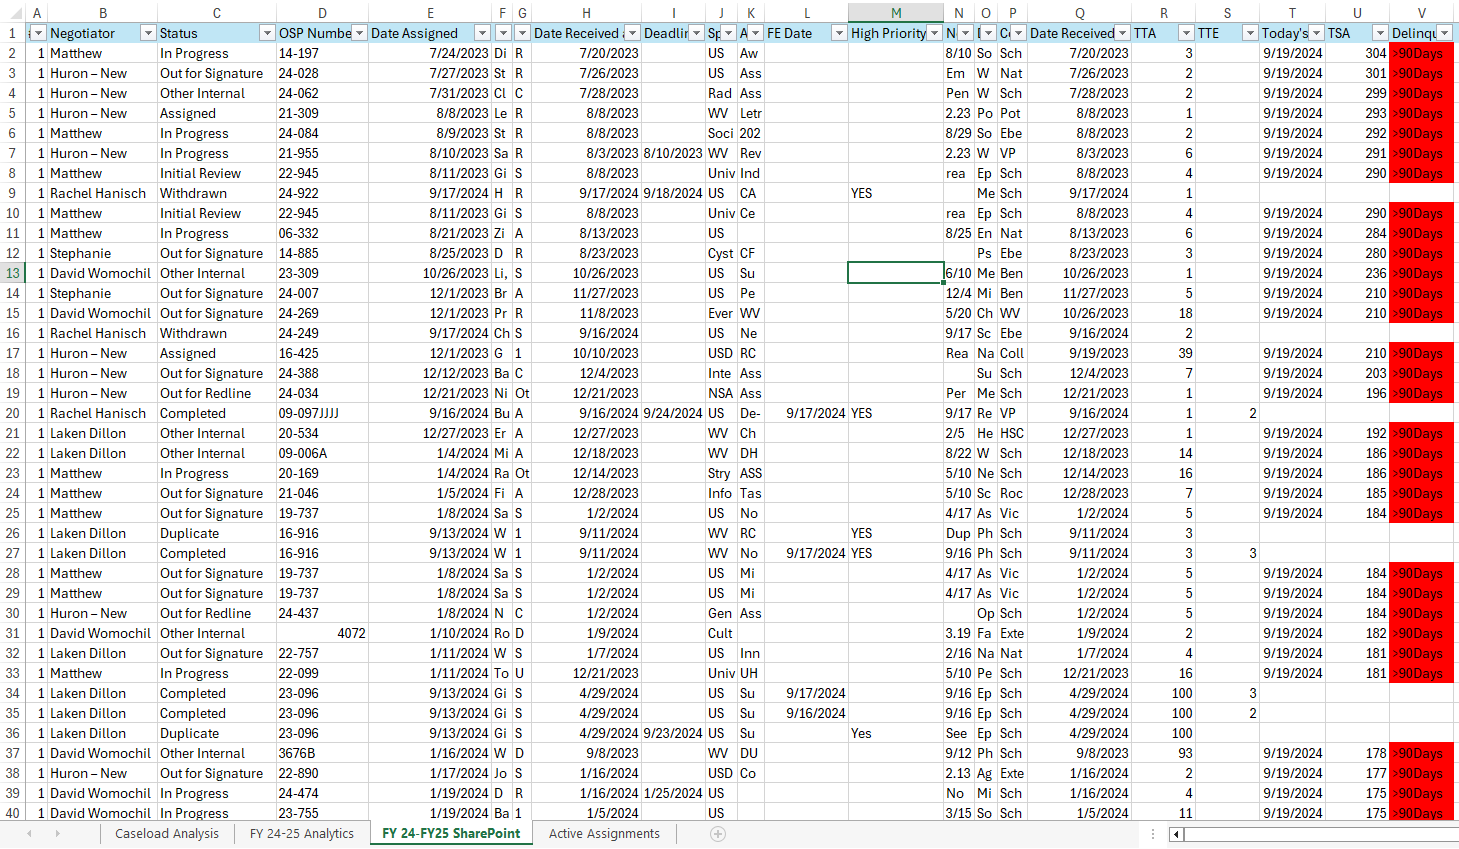 A B C D E F G H I J K L M N O P Q R S T U V
1 Negotiator Status OSP Numbe Date Assigned Date Received Deadlir Sp A FE Date High Priority N C Date Received TTA TTE Today's TSA Delinqu
2 1 Matthew In Progress 14-197 7/24/2023 Di R 7/20/2023 US Aw 8/10 So Sch 7/20/2023 3 9/19/2024 304 >90Days
3 1 Huron – New Out for Signature 24-028 7/27/2023 St R 7/26/2023 US Ass Em W Nat 7/26/2023 2 9/19/2024 301 >90Days
4 1 Huron – New Other Internal 24-062 7/31/2023 Cl C 7/28/2023 Rad Ass Pen W Sch 7/28/2023 2 9/19/2024 299 >90Days
5 1 Huron – New Assigned 21-309 8/8/2023 Le R 8/8/2023 WV Letr 2.23 Po Pot 8/8/2023 1 9/19/2024 293 >90Days
6 1 Matthew In Progress 24-084 8/9/2023 St R 8/8/2023 Soci 202 8/29 So Ebe 8/8/2023 2 9/19/2024 292 >90Days
7 1 Huron – New In Progress 21-955 8/10/2023 Sa R 8/3/2023 8/10/2023 WV Rev 2.23 W VP 8/3/2023 6 9/19/2024 291 >90Days
8 1 Matthew Initial Review 22-945 8/11/2023 Gi S 8/8/2023 Univ Ind rea Ep Sch 8/8/2023 4 9/19/2024 290 >90Days
9 1 Rachel Hanisch Withdrawn 24-922 9/17/2024 H R 9/17/2024 9/18/2024 US CA YES Me Sch 9/17/2024 1
10 1 Matthew Initial Review 22-945 8/11/2023 Gi S 8/8/2023 Univ Ce rea Ep Sch 8/8/2023 4 9/19/2024 290 >90Days
11 1 Matthew In Progress 06-332 8/21/2023 Zi A 8/13/2023 US 8/25 En Nat 8/13/2023 6 9/19/2024 284 >90Days
12 1 Stephanie Out for Signature 14-885 8/25/2023 D R 8/23/2023 Cyst CF Ps Ebe 8/23/2023 3 9/19/2024 280 >90Days
13 1 David Womochil Other Internal 23-309 10/26/2023 Li, S 10/26/2023 US Su 6/10 Me Ben 10/26/2023 1 9/19/2024 236 >90Days
14 1 Stephanie Out for Signature 24-007 12/1/2023 Br A 11/27/2023 US Pe 12/4 Mi Ben 11/27/2023 5 9/19/2024 210 >90Days
15 1 David Womochil Out for Signature 24-269 12/1/2023 Pr R 11/8/2023 Ever WV 5/20 Ch WV 10/26/2023 18 9/19/2024 210 >90Days
16 1 Rachel Hanisch Withdrawn 24-249 9/17/2024 Ch S 9/16/2024 US Ne 9/17 Sc Ebe 9/16/2024 2
17 1 Huron – New Assigned 16-425 12/1/2023 G 1 10/10/2023 USD RC Rea Na Coll 9/19/2023 39 9/19/2024 210 >90Days
18 1 Huron – New Out for Signature 24-388 12/12/2023 Ba C 12/4/2023 Inte Ass Su Sch 12/4/2023 7 9/19/2024 203 >90Days
19 1 Huron – New Out for Redline 24-034 12/21/2023 Ni Ot 12/21/2023 NSA Ass Per Me Sch 12/21/2023 1 9/19/2024 196 >90Days
20 1 Rachel Hanisch Completed 09-097JJJJ 9/16/2024 Bu A 9/16/2024 9/24/2024 US De- 9/17/2024 YES 9/17 Re VP 9/16/2024 1 2
21 1 Laken Dillon Other Internal 20-534 12/27/2023 Er A 12/27/2023 WV Ch 2/5 He HSC 12/27/2023 1 9/19/2024 192 >90Days
22 1 Laken Dillon Other Internal 09-006A 1/4/2024 Mi A 12/18/2023 WV DH 8/22 W Sch 12/18/2023 14 9/19/2024 186 >90Days
23 1 Matthew In Progress 20-169 1/4/2024 Ra Ot 12/14/2023 Stry ASS 5/10 Ne Sch 12/14/2023 16 9/19/2024 186 >90Days
24 1 Matthew Out for Signature 21-046 1/5/2024 Fi A 12/28/2023 Info Tas 5/10 Sc Roc 12/28/2023 7 9/19/2024 185 >90Days
25 1 Matthew Out for Signature 19-737 1/8/2024 Sa S 1/2/2024 US No 4/17 As Vic 1/2/2024 5 9/19/2024 184 >90Days
26 1 Laken Dillon Duplicate 16-916 9/13/2024 W 1 9/11/2024 WV RC YES Dup Ph Sch 9/11/2024 3
27 1 Laken Dillon Completed 16-916 9/13/2024 W 1 9/11/2024 WV No 9/17/2024 YES 9/16 Ph Sch 9/11/2024 3 3
28 1 Matthew Out for Signature 19-737 1/8/2024 Sa S 1/2/2024 US Mi 4/17 As Vic 1/2/2024 5 9/19/2024 184 >90Days
29 1 Matthew Out for Signature 19-737 1/8/2024 Sa S 1/2/2024 US Mi 4/17 As Vic 1/2/2024 5 9/19/2024 184 >90Days
30 1 Huron – New Out for Redline 24-437 1/8/2024 N C 1/2/2024 Gen Ass Op Sch 1/2/2024 5 9/19/2024 184 >90Days
31 1 David Womochil Other Internal 4072 1/10/2024 Ro D 1/9/2024 Cult 3.19 Fa Exte 1/9/2024 2 9/19/2024 182 >90Days
32 1 Laken Dillon Out for Signature 22-757 1/11/2024 W S 1/7/2024 US Inn 2/16 Na Nat 1/7/2024 4 9/19/2024 181 >90Days
33 1 Matthew In Progress 22-099 1/11/2024 To U 12/21/2023 Univ UH 5/10 Pe Sch 12/21/2023 16 9/19/2024 181 >90Days
34 1 Laken Dillon Completed 23-096 9/13/2024 Gi S 4/29/2024 US Su 9/17/2024 9/16 Ep Sch 4/29/2024 100 3
35 1 Laken Dillon Completed 23-096 9/13/2024 Gi S 4/29/2024 US Su 9/16/2024 9/16 Ep Sch 4/29/2024 100 2
36 1 Laken Dillon Duplicate 23-096 9/13/2024 Gi S 4/29/2024 9/23/2024 US Su Yes See Ep Sch 4/29/2024 100
37 1 David Womochil Other Internal 3676B 1/16/2024 W D 9/8/2023 WV DU 9/12 Ph Sch 9/8/2023 93 9/19/2024 178 >90Days
38 1 Huron – New Out for Signature 22-890 1/17/2024 Jo S 1/16/2024 USD Co 2.13 Ag Exte 1/16/2024 2 9/19/2024 177 >90Days
39 1 David Womochil In Progress 24-474 1/19/2024 D R 1/16/2024 1/25/2024 US No Mi Sch 1/16/2024 4 9/19/2024 175 >90Days
40 1 David Womochil In Progress 23-755 1/19/2024 Ba 1 1/5/2024 US 3/15 So Sch 1/5/2024 11 9/19/2024 175 >90Days
Caseload Analysis FY 24-25 Analytics FY 24-FY25 SharePoint Active Assignments